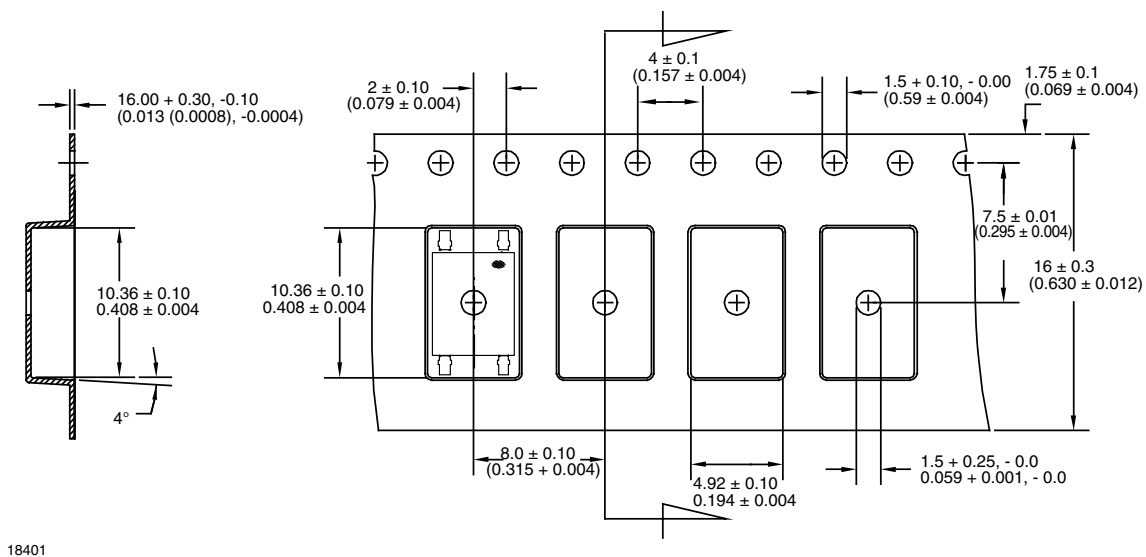 16.00 + 0.30, -0.10
(0.013 (0.0008), -0.0004)
2 ± 0.10
(0.079 ± 0.004)
4 ± 0.1
(0.157 ± 0.004)
1.5 + 0.10, - 0.00
(0.59 ± 0.004)
1.75 ± 0.1
(0.069 ± 0.004)
7.5 ± 0.01
(0.295 ± 0.004)
16 ± 0.3
(0.630 ± 0.012)
10.36 ± 0.10
0.408 ± 0.004
10.36 ± 0.10
0.408 ± 0.004
4°
8.0 ± 0.10
(0.315 + 0.004)
4.92 ± 0.10
0.194 ± 0.004
1.5 + 0.25, - 0.0
0.059 + 0.001, - 0.0
18401